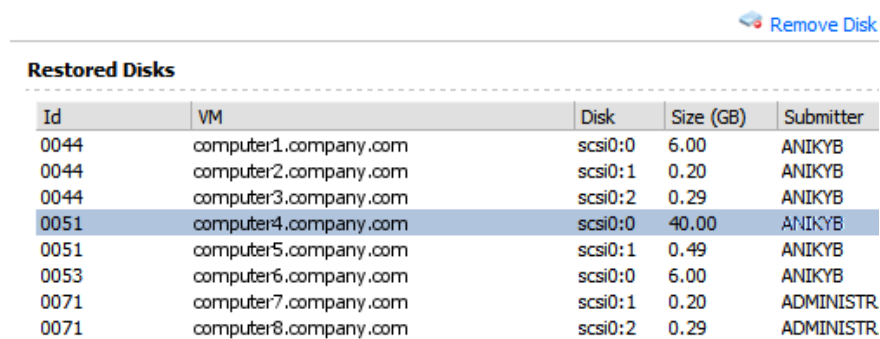 Remove Disk
Restored Disks
Id VM Disk Size (GB) Submitter
0044 computer1.company.com scsi0:0 6.00 ANIKYB
0044 computer2.company.com scsi0:1 0.20 ANIKYB
0044 computer3.company.com scsi0:2 0.29 ANIKYB
0051 computer4.company.com scsi0:0 40.00 ANIKYB
0051 computer5.company.com scsi0:1 0.49 ANIKYB
0053 computer6.company.com scsi0:0 6.00 ANIKYB
0071 computer7.company.com scsi0:1 0.20 ADMINISTR
0071 computer8.company.com scsi0:2 0.29 ADMINISTR